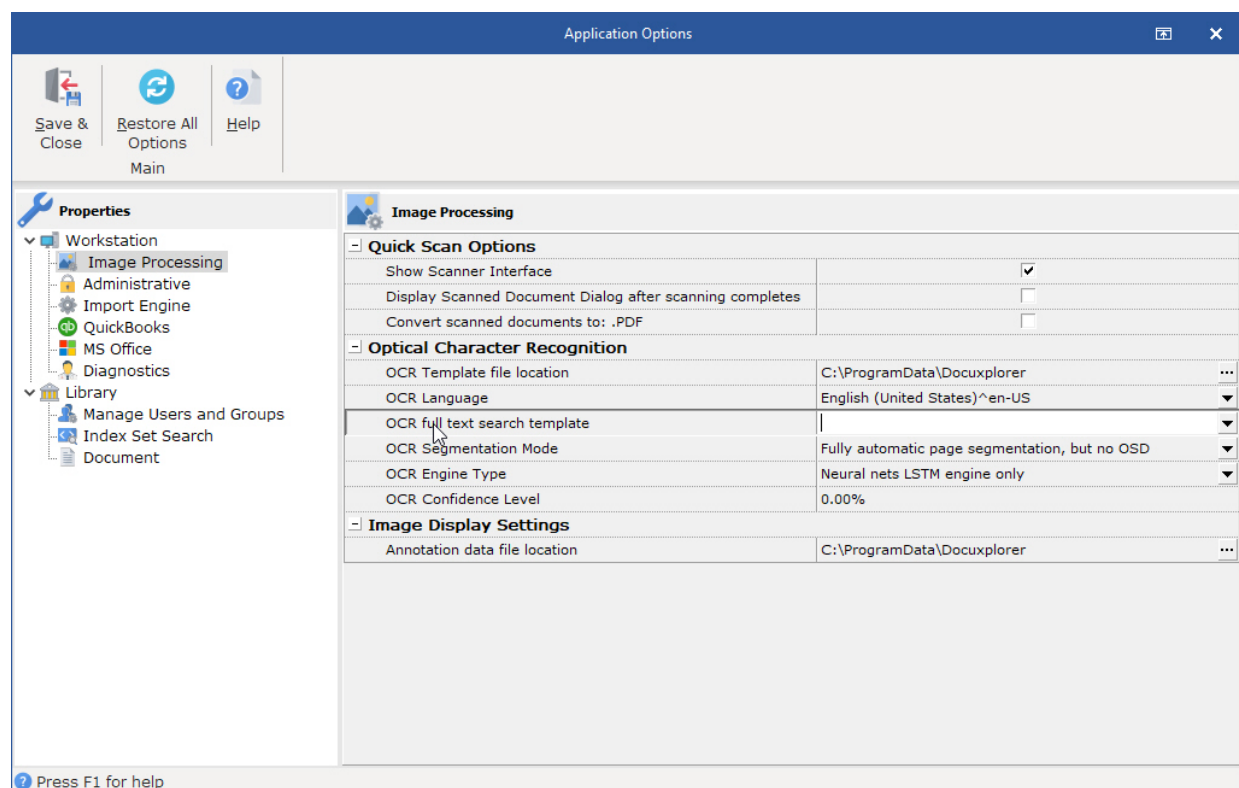 Application Options
Save & Close
Restore All Options
Help
Main
Properties
Workstation
Image Processing
Administrative
Import Engine
QuickBooks
MS Office
Diagnostics
Library
Manage Users and Groups
Index Set Search
Document
Image Processing
Quick Scan Options
Show Scanner Interface
Display Scanned Document Dialog after scanning completes
Convert scanned documents to: .PDF
Optical Character Recognition
OCR Template file location C:\ProgramData\Docuxplorer ...
OCR Language English (United States)^en-US
OCR full text search template
OCR Segmentation Mode Fully automatic page segmentation, but no OSD
OCR Engine Type Neural nets LSTM engine only
OCR Confidence Level 0.00%
Image Display Settings
Annotation data file location C:\ProgramData\Docuxplorer ...
Press F1 for help